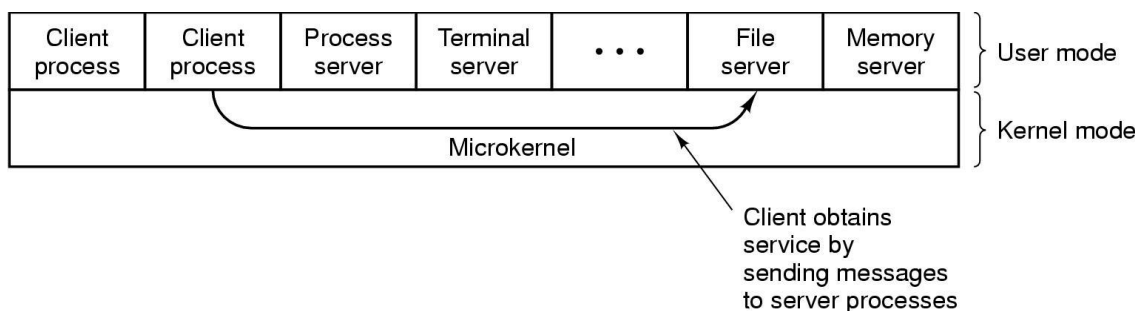 Client process
Client process
Process server
Terminal server
• • •
File server
Memory server
User mode
Microkernel
Kernel mode
Client obtains
service by
sending messages
to server processes